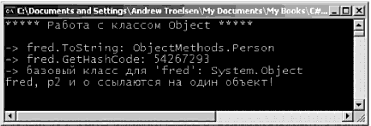 C:\Documents and Settings\Andrew Troelsen\My Documents\My Books\C#...
***** Работа с классом Object *****
-> fred.ToString: ObjectMethods.Person
-> fred.GetHashCode: 54267293
-> базовый класс для 'fred': System.Object
fred, p2 и о ссылаются на один объект!